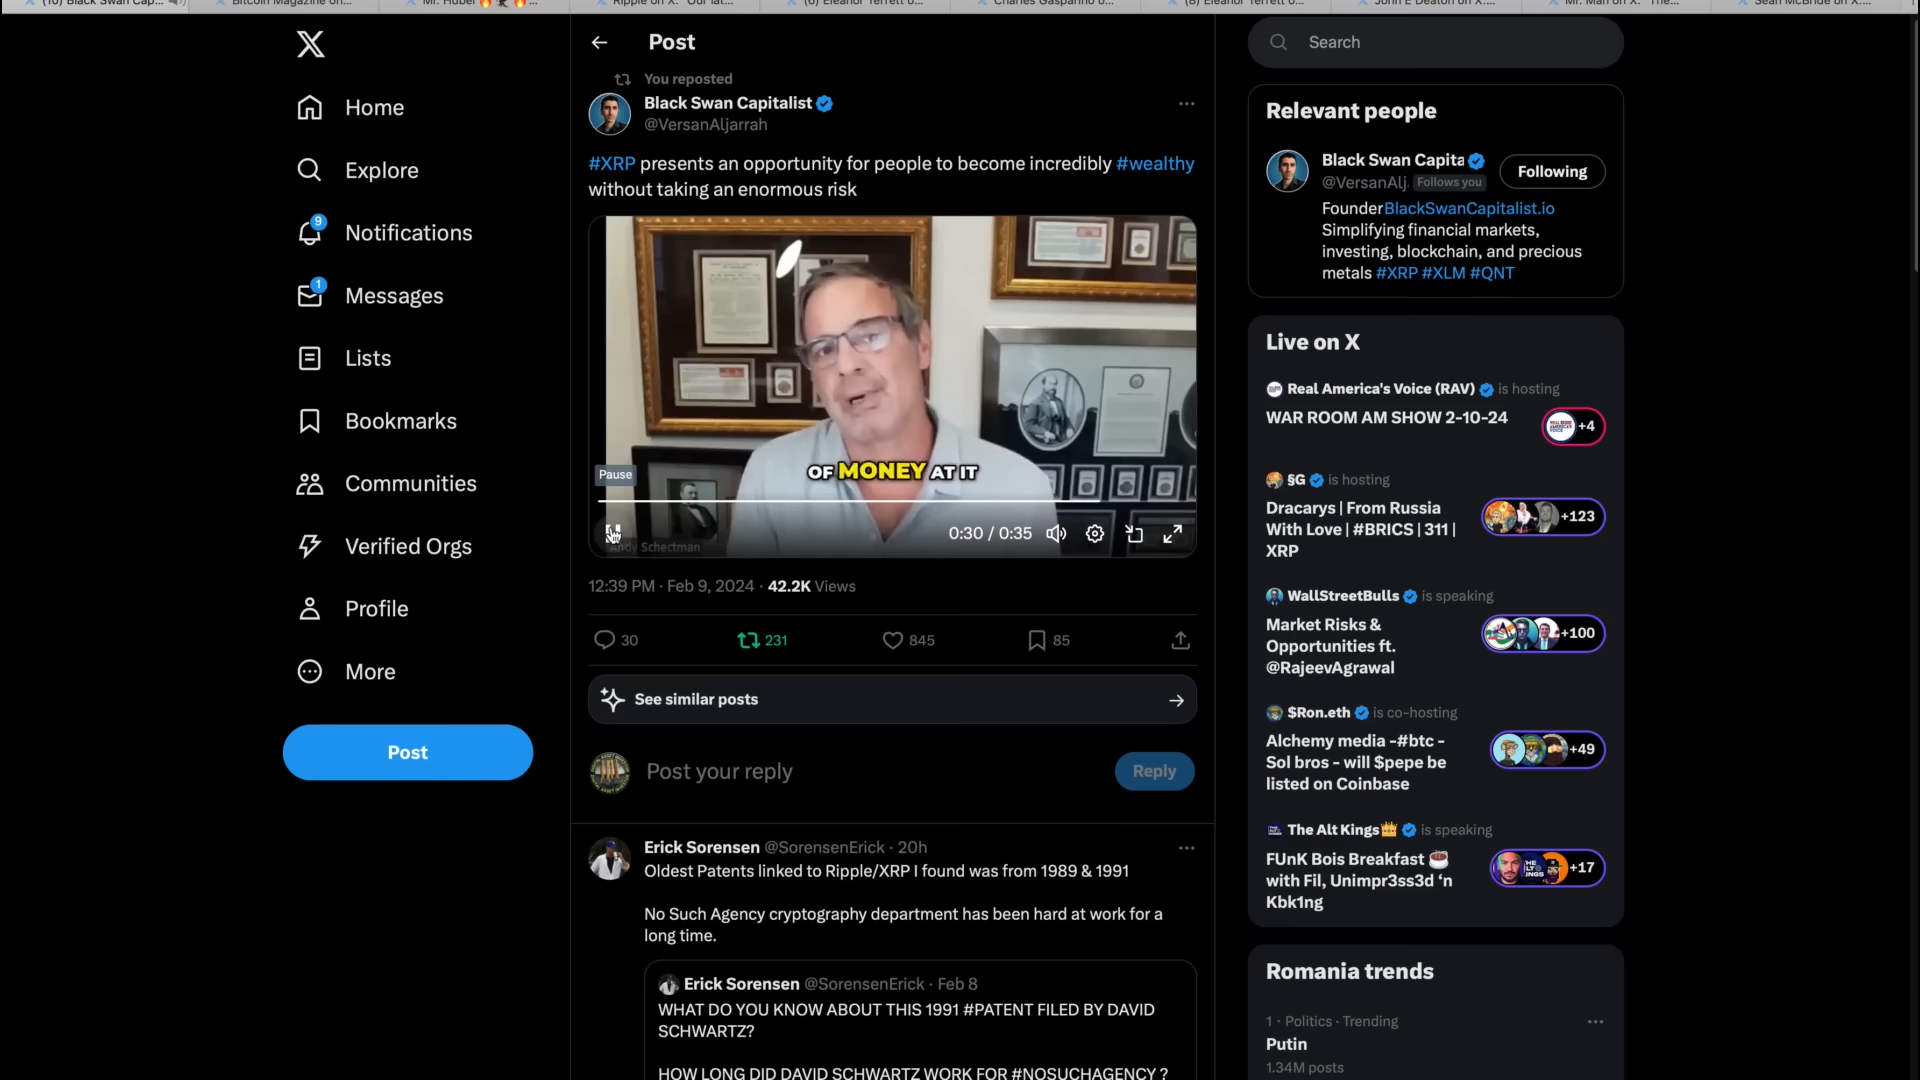 (10) Black Swan Cap...
Bitcoin Magazine on...
Mr. Huber
Ripple on X: "Our lat...
(6) Eleanor Terrett o...
Charles Gasparino o...
(8) Eleanor Terrett o...
John E Deaton on X:...
Mr. Man on X: "The...
Sean McBride on X:...
Home
Explore
9
Notifications
1
Messages
Lists
Bookmarks
Communities
Verified Orgs
Profile
More
Post
Post
You reposted
Black Swan Capitalist
@VersanAljarrah
#XRP presents an opportunity for people to become incredibly #wealthy
without taking an enormous risk
OF MONEY AT IT
Pause
0:30 / 0:35
Andy Schectman
12:39 PM · Feb 9, 2024 · 42.2K Views
30
231
845
85
See similar posts
Post your reply
Reply
Erick Sorensen @SorensenErick · 20h
Oldest Patents linked to Ripple/XRP I found was from 1989 & 1991
No Such Agency cryptography department has been hard at work for a
long time.
Erick Sorensen @SorensenErick · Feb 8
WHAT DO YOU KNOW ABOUT THIS 1991 #PATENT FILED BY DAVID
SCHWARTZ?
HOW LONG DID DAVID SCHWARTZ WORK FOR #NOSUCHAGENCY ?
Search
Relevant people
Black Swan Capita
@VersanAlj
Follows you
Following
FounderBlackSwanCapitalist.io
Simplifying financial markets,
investing, blockchain, and precious
metals #XRP #XLM #QNT
Live on X
Real America's Voice (RAV) is hosting
WAR ROOM AM SHOW 2-10-24
+4
§G is hosting
Dracarys | From Russia
With Love | #BRICS | 311 |
XRP
+123
WallStreetBulls is speaking
Market Risks &
Opportunities ft.
@RajeevAgrawal
+100
$Ron.eth is co-hosting
Alchemy media -#btc -
Sol bros - will $pepe be
listed on Coinbase
+49
The Alt Kings👑 is speaking
FUnK Bois Breakfast ☕
with Fil, Unimpr3ss3d ‘n
Kbk1ng
+17
Romania trends
1 · Politics · Trending
Putin
1.34M posts